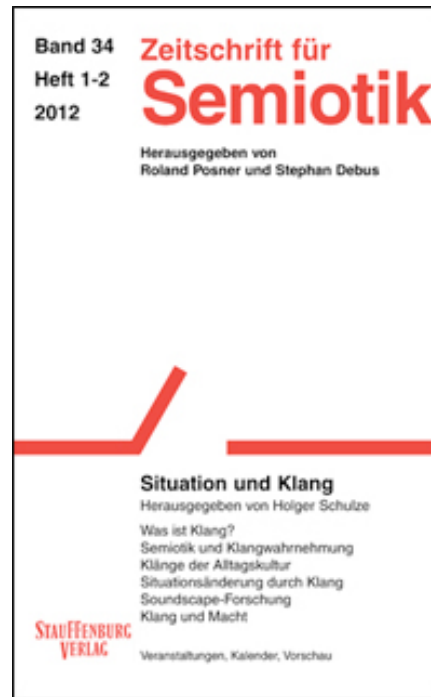 Band 34
Heft 1-2
2012
Zeitschrift für
Semiotik
Herausgegeben von
Roland Posner und Stephan Debus
Situation und Klang
Herausgegeben von Holger Schulze
Was ist Klang?
Semiotik und Klangwahrnehmung
Klänge der Alltagskultur
Situationsänderung durch Klang
Soundscape-Forschung
Klang und Macht
Veranstaltungen, Kalender, Vorschau
STAUFFENBURG
VERLAG